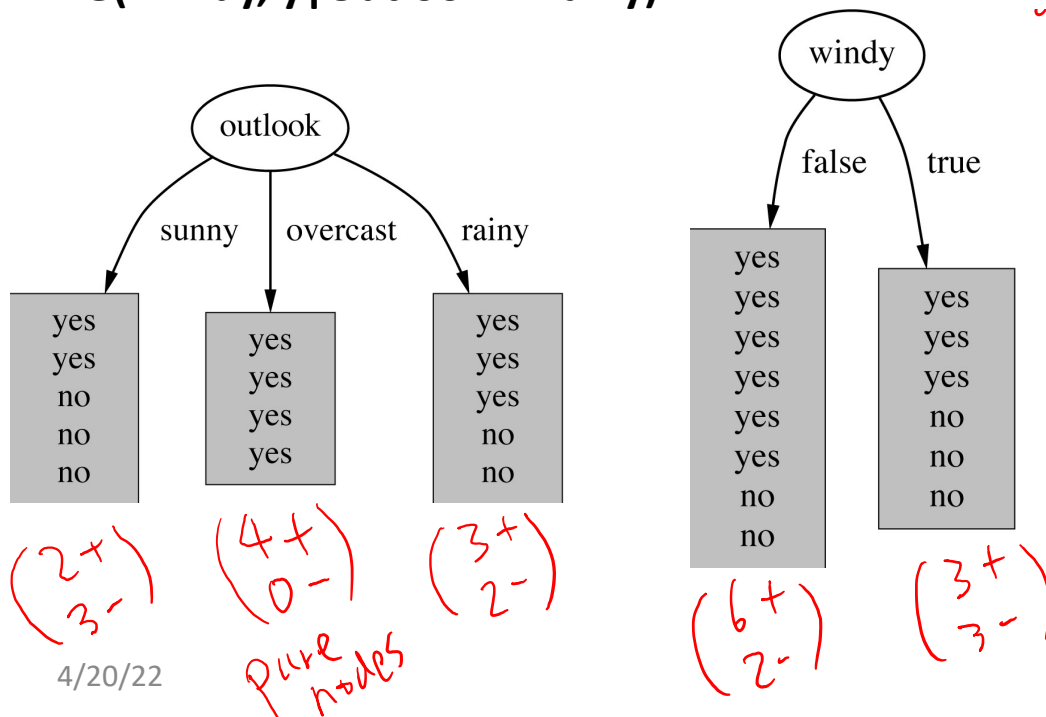 outlook
sunny
overcast
rainy
yes
yes
no
no
no
yes
yes
yes
yes
yes
yes
yes
no
no
(2+
3-)
(4+
0-)
(3+
2-)
pure
nodes
4/20/22
windy
false
true
yes
yes
yes
yes
yes
yes
no
no
yes
yes
yes
no
no
no
(6+
2-)
(3+
3-)